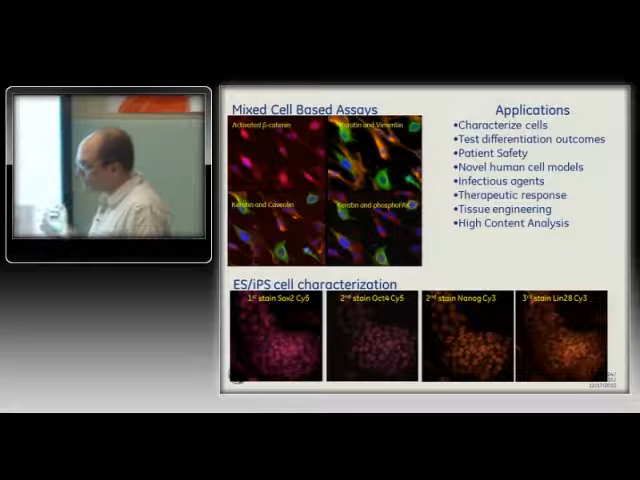 Mixed Cell Based Assays
Activated β-catenin
Keratin and Vimentin
Keratin and Caveolin
Keratin and phosphoFAK
Applications
•Characterize cells
•Test differentiation outcomes
•Patient Safety
•Novel human cell models
•Infectious agents
•Therapeutic response
•Tissue engineering
•High Content Analysis
ES/iPS cell characterization
1st stain Sox2 Cy5
2nd stain Oct4 Cy5
2nd stain Nanog Cy3
3rd stain Lin28 Cy3